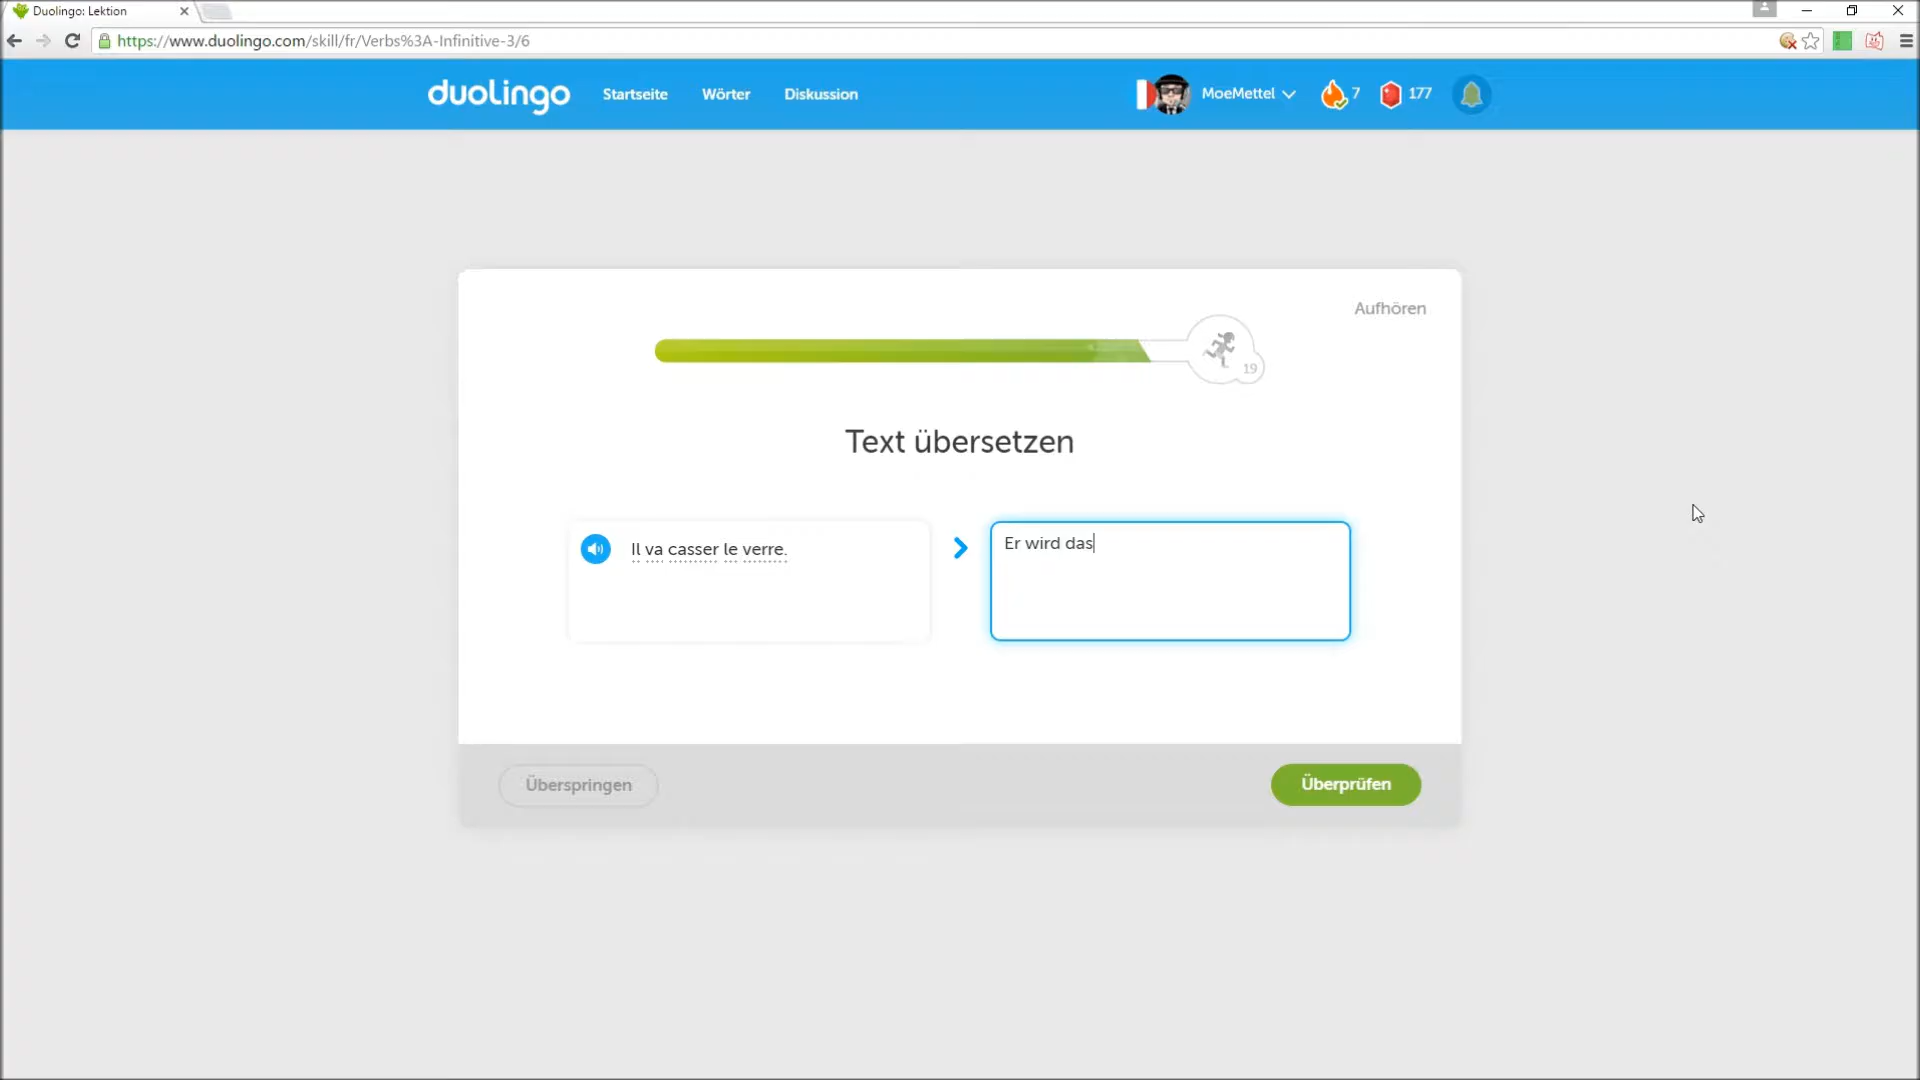 Duolingo: Lektion
https://www.duolingo.com/skill/fr/Verbs%3A-Infinitive-3/6
duolingo Startseite Wörter Diskussion MoeMettel 7 177
Aufhören
19
Text übersetzen
Il va casser le verre.
Er wird das
Überspringen Überprüfen